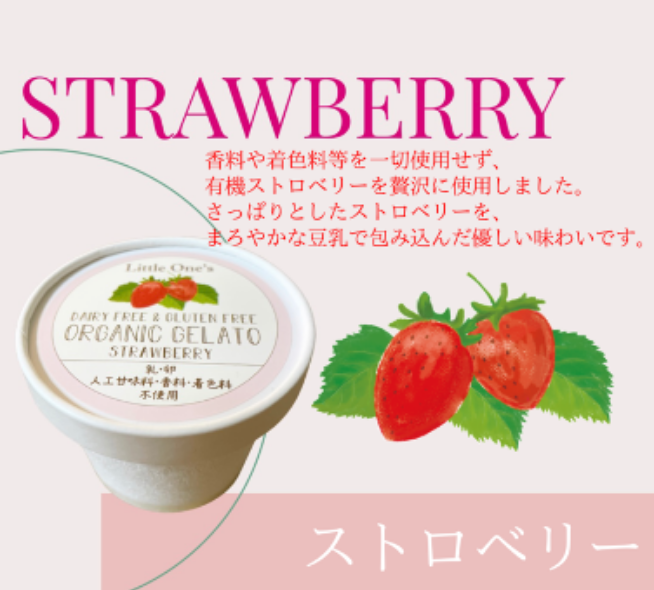 STRAWBERRY
香料や着色料等を一切使用せず、
有機ストロベリーを贅沢に使用しました。
さっぱりとしたストロベリーを、
まろやかな豆乳で包み込んだ優しい味わいです。
Little One's
DAIRY FREE & GLUTEN FREE
ORGANIC GELATO
STRAWBERRY
乳・卵
人工甘味料・香料・着色料
不使用
ストロベリー